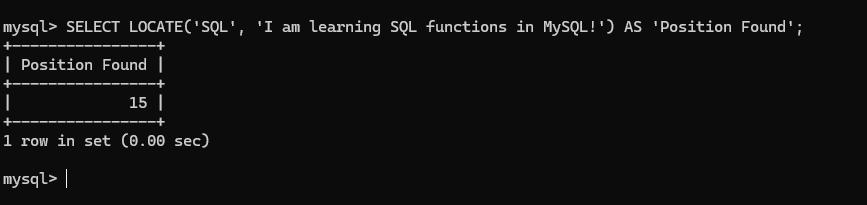 mysql> SELECT LOCATE('SQL', 'I am learning SQL functions in MySQL!') AS 'Position Found';
+----------------+
| Position Found |
+----------------+
|             15 |
+----------------+
1 row in set (0.00 sec)
mysql>